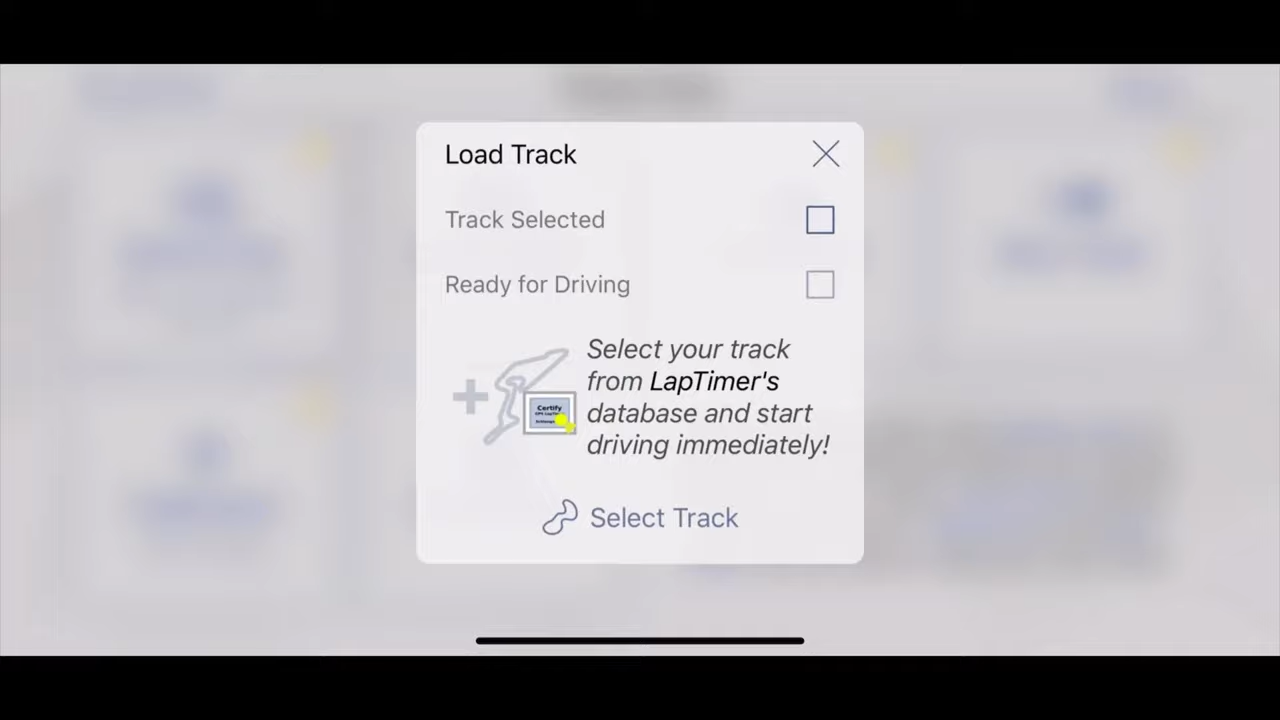 Load Track
Track Selected
Ready for Driving
Select your track
from LapTimer's
database and start
driving immediately!
Certify
Select Track